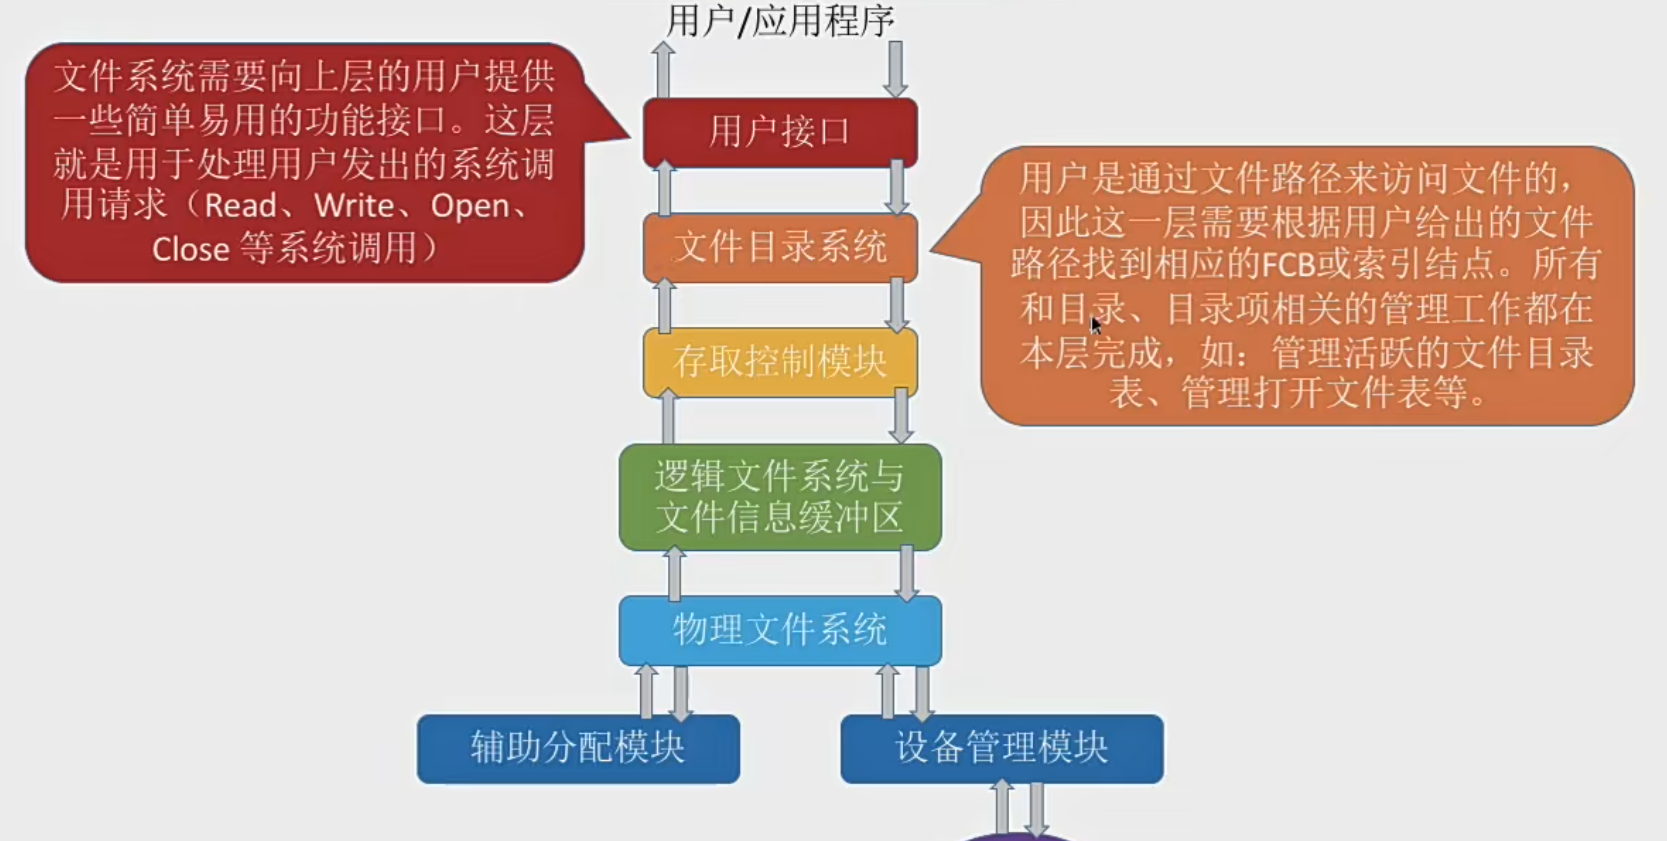 用户/应用程序
文件系统需要向上层的用户提供
一些简单易用的功能接口。这层
就是用于处理用户发出的系统调
用请求（Read、Write、Open、
Close 等系统调用）
用户接口
文件目录系统
用户是通过文件路径来访问文件的，
因此这一层需要根据用户给出的文件
路径找到相应的FCB或索引结点。所有
和目录、目录项相关的管理工作都在
本层完成，如：管理活跃的文件目录
表、管理打开文件表等。
存取控制模块
逻辑文件系统与
文件信息缓冲区
物理文件系统
辅助分配模块
设备管理模块